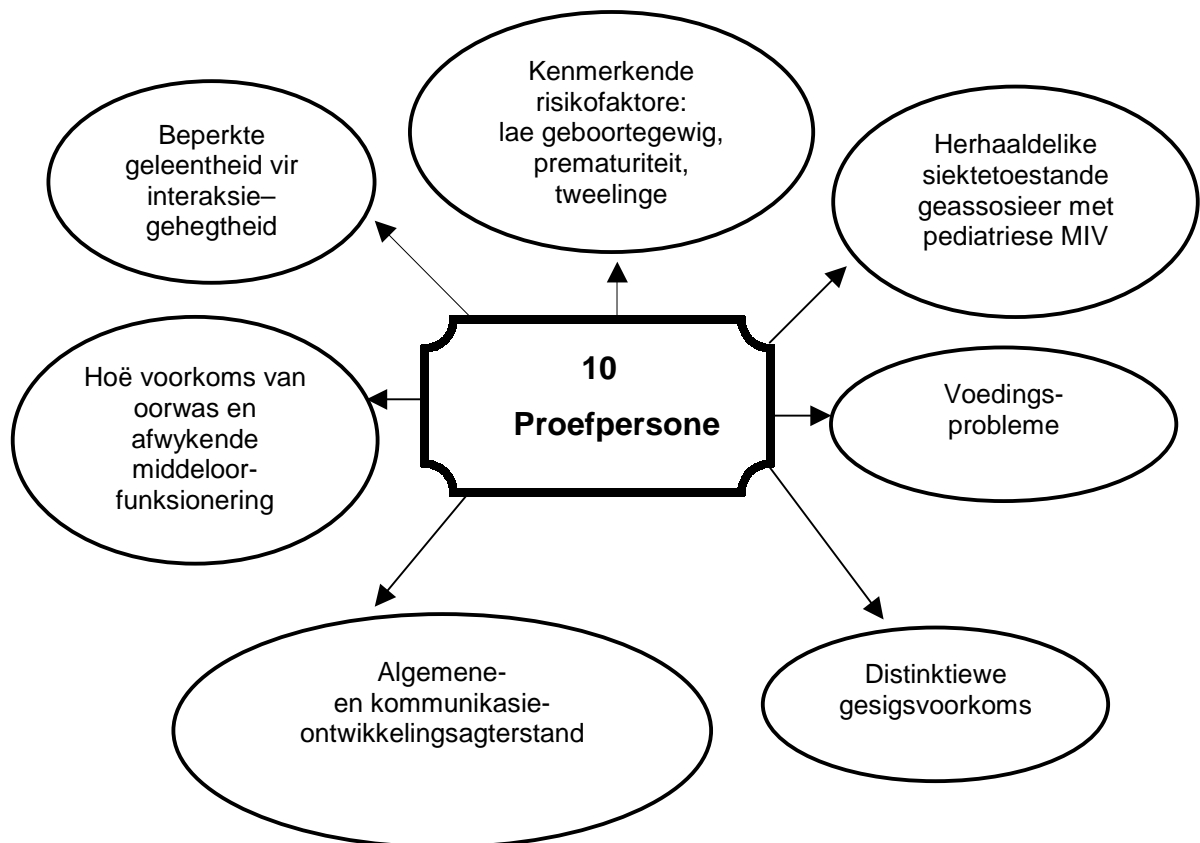 Kenmerkende
risikofaktore:
lae geboortegewig,
prematuriteit,
tweelinge
Beperkte
geleentheid vir
interaksie–
gehegtheid
Herhaaldelike
siektetoestande
geassosieer met
pediatriese MIV
10
Proefpersone
Hoë voorkoms van
oorwas en
afwykende
middeloor-
funksionering
Voedings-
probleme
Algemene-
en kommunikasie-
ontwikkelingsagterstand
Distinktiewe
gesigsvoorkoms